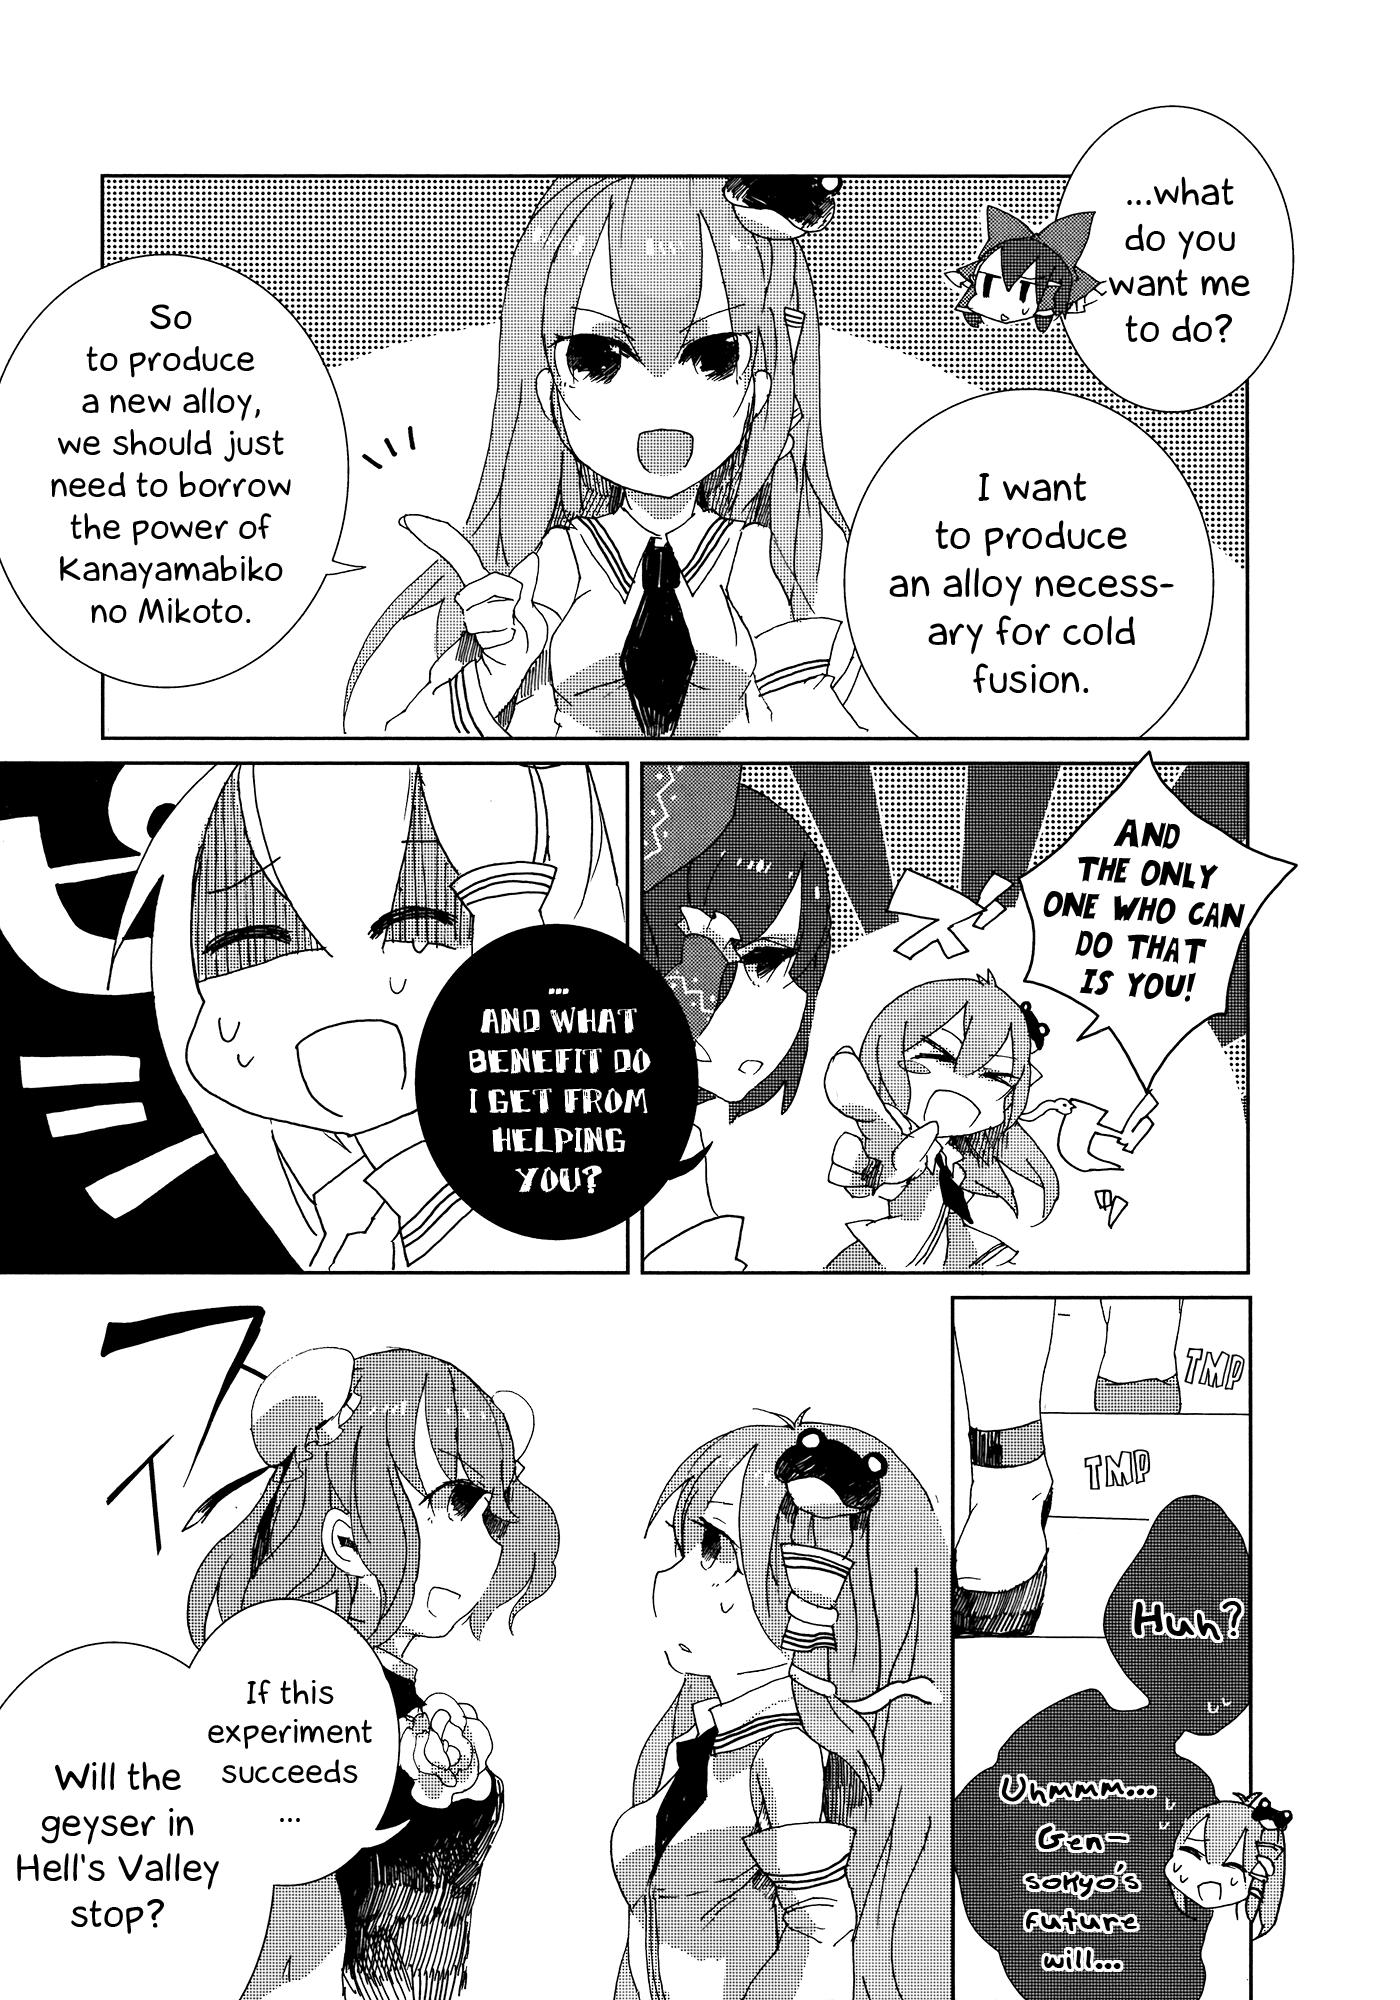 ...what
do you
want me
to do?
I want
to produce
an alloy necess-
ary for cold
fusion.
So
to produce
a new alloy,
we should just
need to borrow
the power of
Kanayamabiko
no Mikoto.
AND
THE ONLY
ONE WHO CAN
DO THAT
IS YOU!
...
AND WHAT
BENEFIT DO
I GET FROM
HELPING
YOU?
TMP
TMP
Huh?
Uhmmm...
Gen-
sokyo's
future
will...
スイ
If this
experiment
succeeds
...
Will the
geyser in
Hell's Valley
stop?